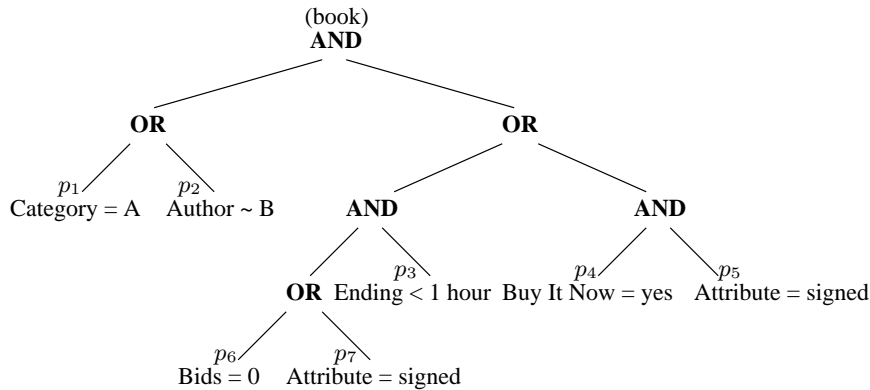 (book)
AND
OR OR
p1 p2
Category = A Author ~ B AND AND
p3 p4 p5
OR Ending < 1 hour Buy It Now = yes Attribute = signed
p6 p7
Bids = 0 Attribute = signed